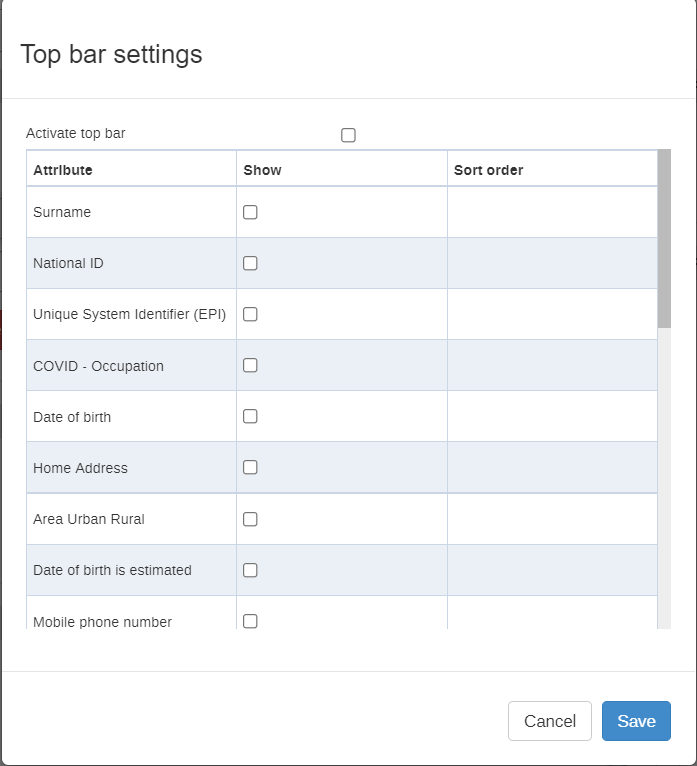 Top bar settings
Activate top bar
Attribute Show Sort order
Surname
National ID
Unique System Identifier (EPI)
COVID - Occupation
Date of birth
Home Address
Area Urban Rural
Date of birth is estimated
Mobile phone number
Cancel Save